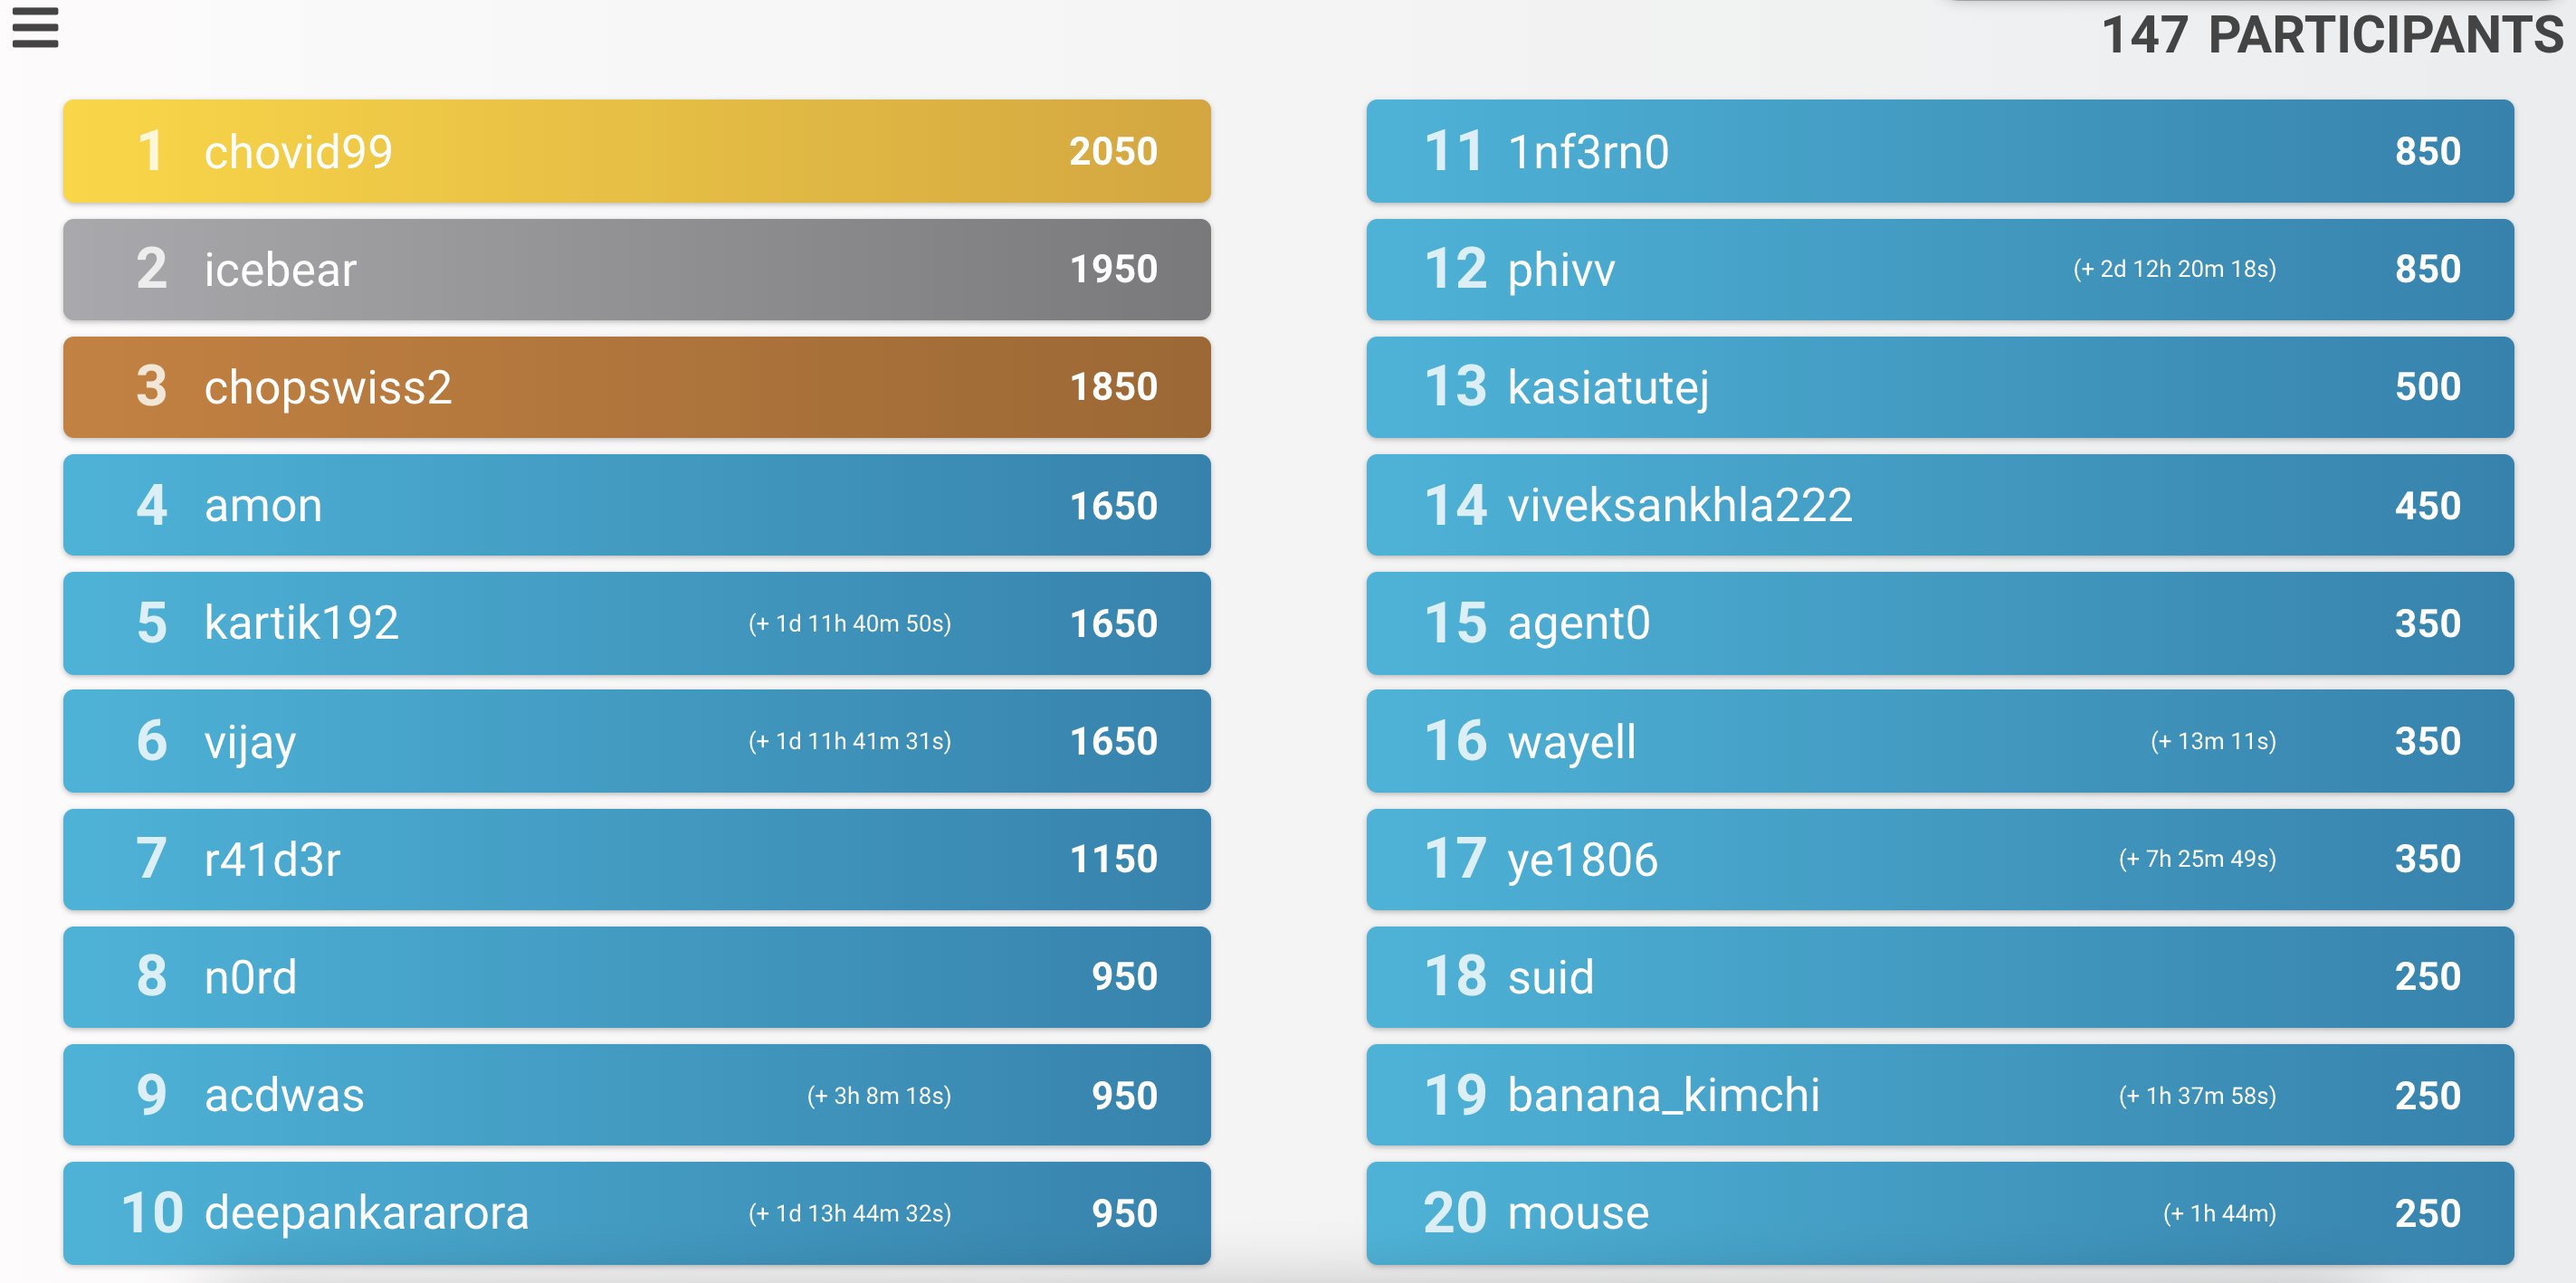 147 PARTICIPANTS
1 chovid99 2050
2 icebear 1950
3 chopswiss2 1850
4 amon 1650
5 kartik192 (+ 1d 11h 40m 50s) 1650
6 vijay (+ 1d 11h 41m 31s) 1650
7 r41d3r 1150
8 n0rd 950
9 acdwas (+ 3h 8m 18s) 950
10 deepankararora (+ 1d 13h 44m 32s) 950
11 1nf3rn0 850
12 phivv (+ 2d 12h 20m 18s) 850
13 kasiatutej 500
14 viveksankhla222 450
15 agent0 350
16 wayell (+ 13m 11s) 350
17 ye1806 (+ 7h 25m 49s) 350
18 suid 250
19 banana_kimchi (+ 1h 37m 58s) 250
20 mouse (+ 1h 44m) 250